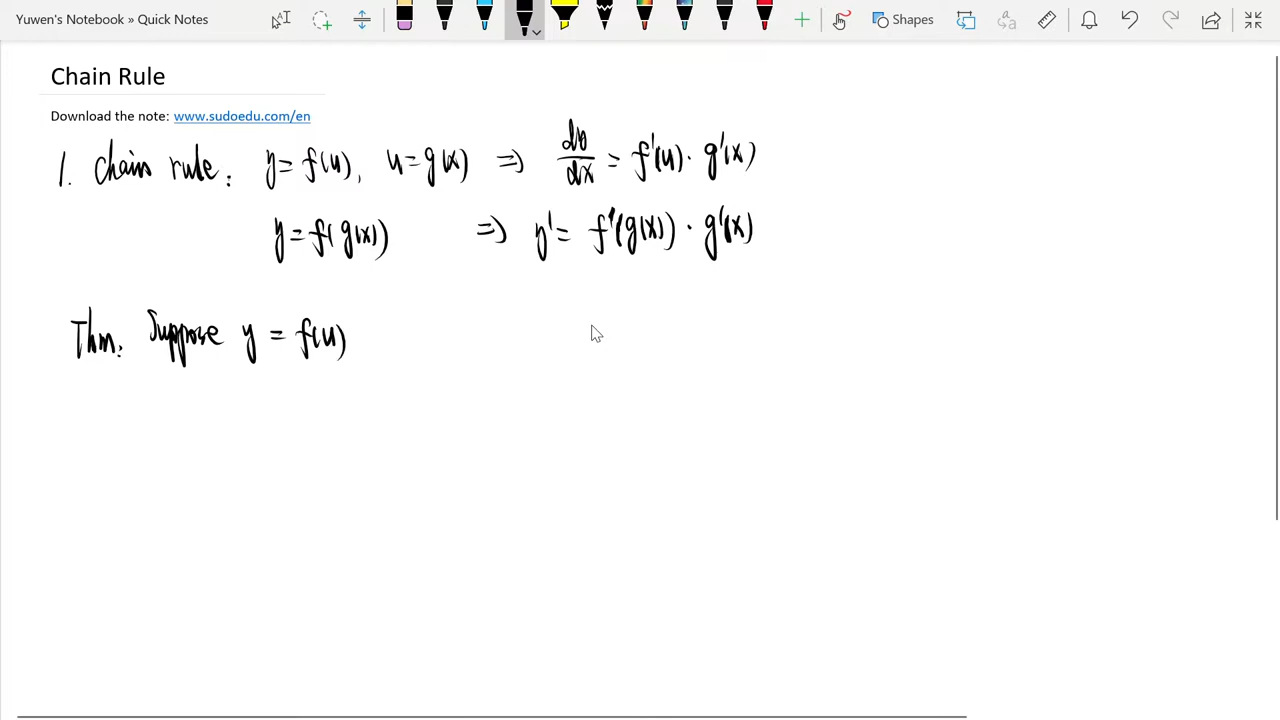 Yuwen's Notebook » Quick Notes
Shapes
Chain Rule
Download the note: www.sudoedu.com/en
1. Chain rule: y = f(u), u = g(x) ⇒ dy/dx = f'(u) · g'(x)
y = f(g(x)) ⇒ y' = f'(g(x)) · g'(x)
Thm: Suppose y = f(u)